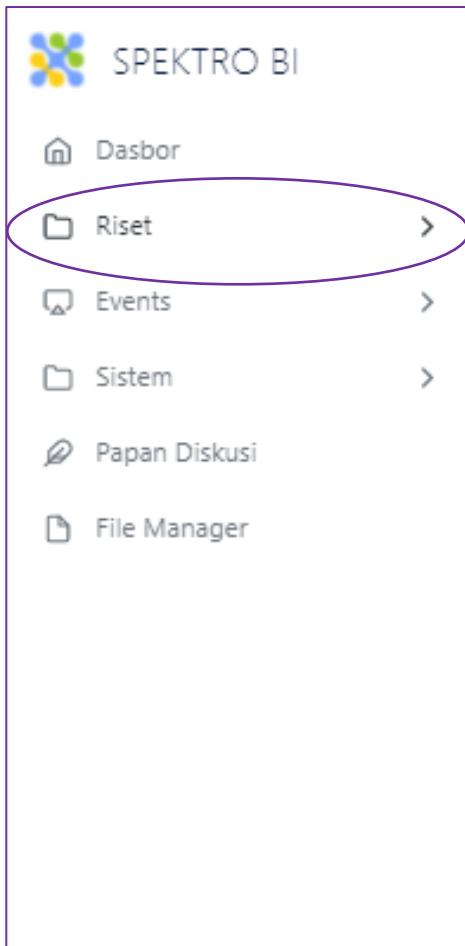 SPEKTRO BI
Dasbor
Riset
Events
Sistem
Papan Diskusi
File Manager